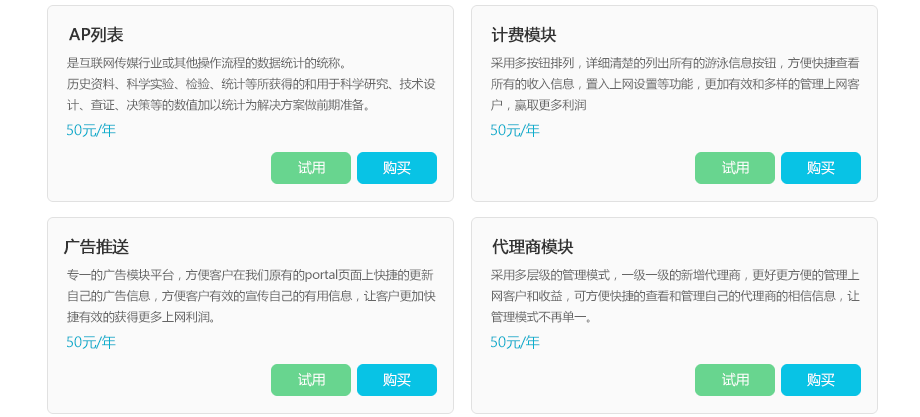 AP列表
是互联网传媒行业或其他操作流程的数据统计的统称。
历史资料、科学实验、检验、统计等所获得的和用于科学研究、技术设
计、查证、决策等的数值加以统计为解决方案做前期准备。
50元/年
试用 购买
计费模块
采用多按钮排列，详细清楚的列出所有的游泳信息按钮，方便快捷查看
所有的收入信息，置入上网设置等功能，更加有效和多样的管理上网客
户，赢取更多利润
50元/年
试用 购买
广告推送
专一的广告模块平台，方便客户在我们原有的portal页面上快捷的更新
自己的广告信息，方便客户有效的宣传自己的有用信息，让客户更加快
捷有效的获得更多上网利润。
50元/年
试用 购买
代理商模块
采用多层级的管理模式，一级一级的新增代理商，更好更方便的管理上
网客户和收益，可方便快捷的查看和管理自己的代理商的相信信息，让
管理模式不再单一。
50元/年
试用 购买